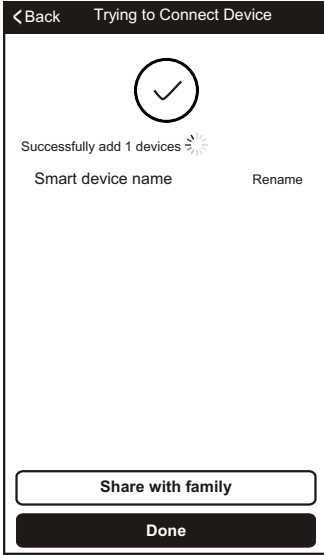 Back Trying to Connect Device
Successfully add 1 devices
Smart device name Rename
Share with family
Done